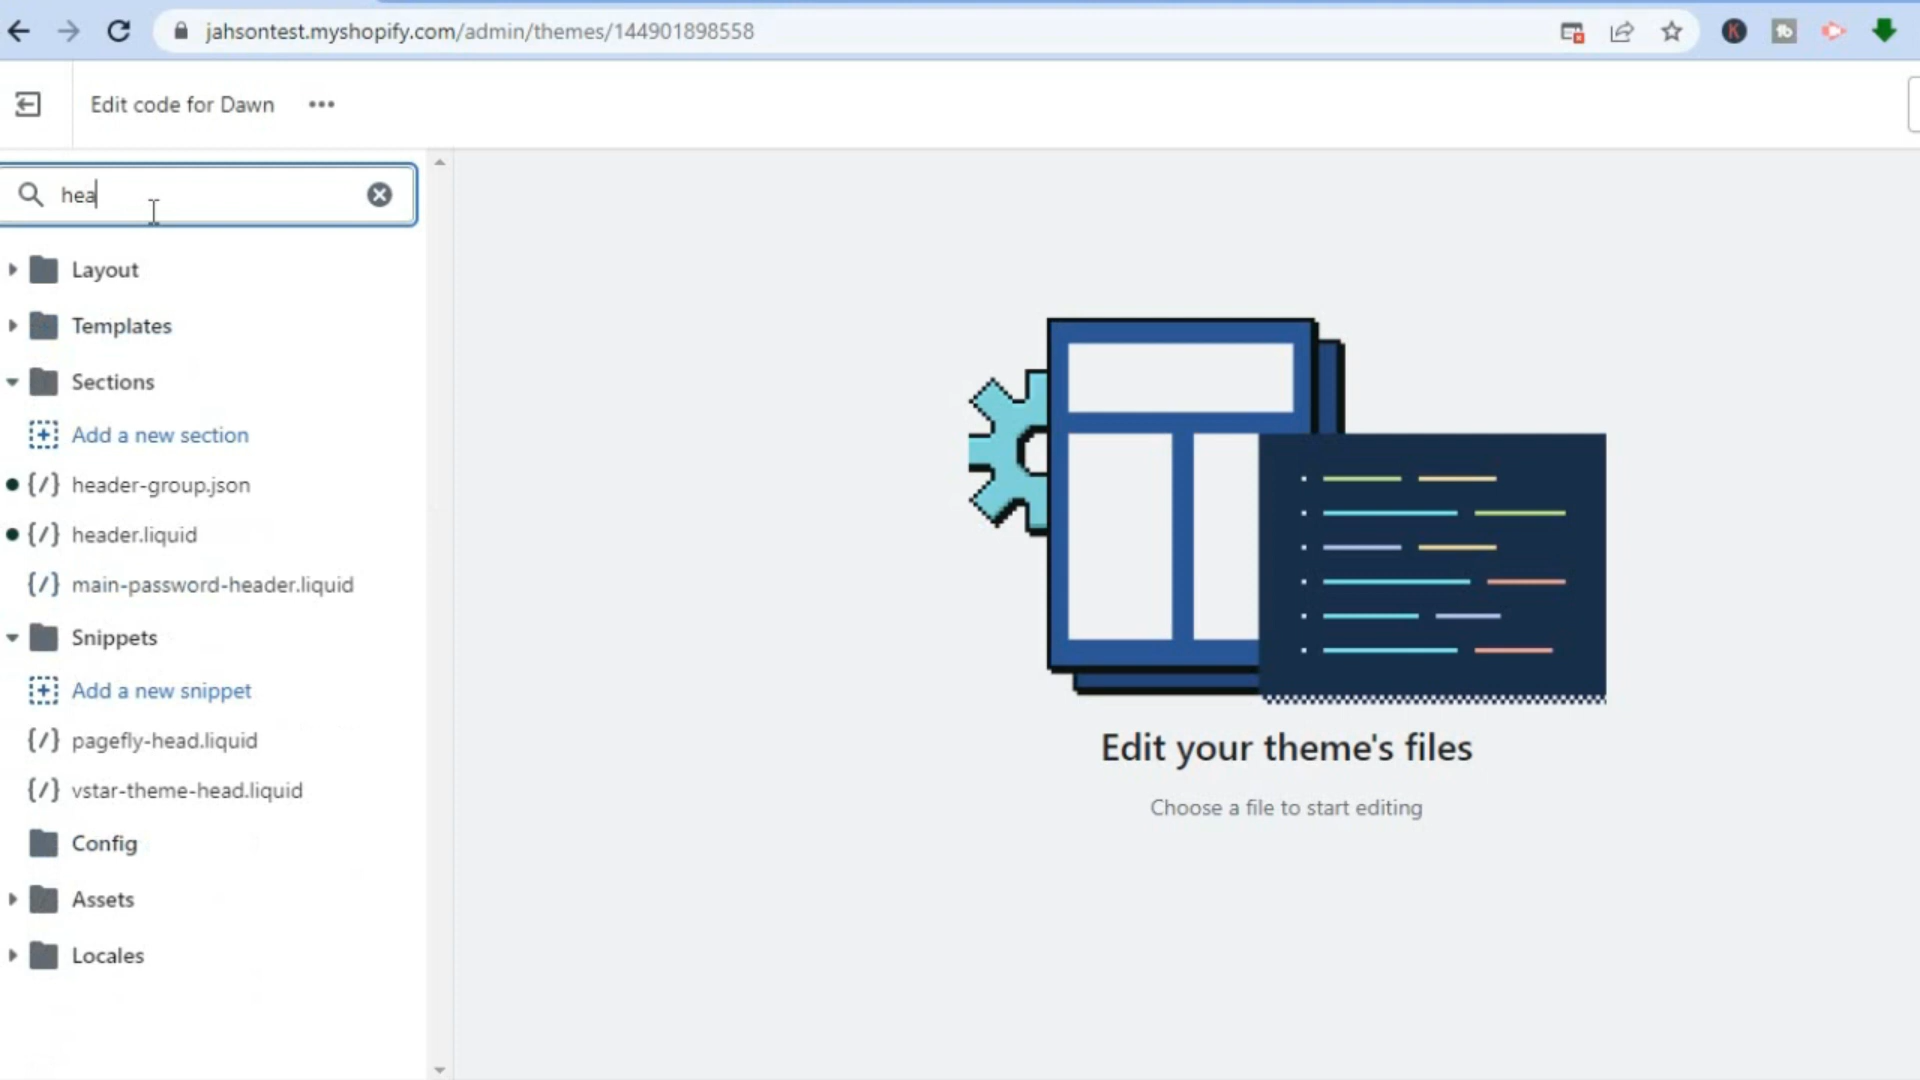 jahsontest.myshopify.com/admin/themes/144901898558
Edit code for Dawn
hea
Layout
Templates
Sections
Add a new section
header-group.json
header.liquid
main-password-header.liquid
Snippets
Add a new snippet
pagefly-head.liquid
vstar-theme-head.liquid
Config
Assets
Locales
Edit your theme's files
Choose a file to start editing